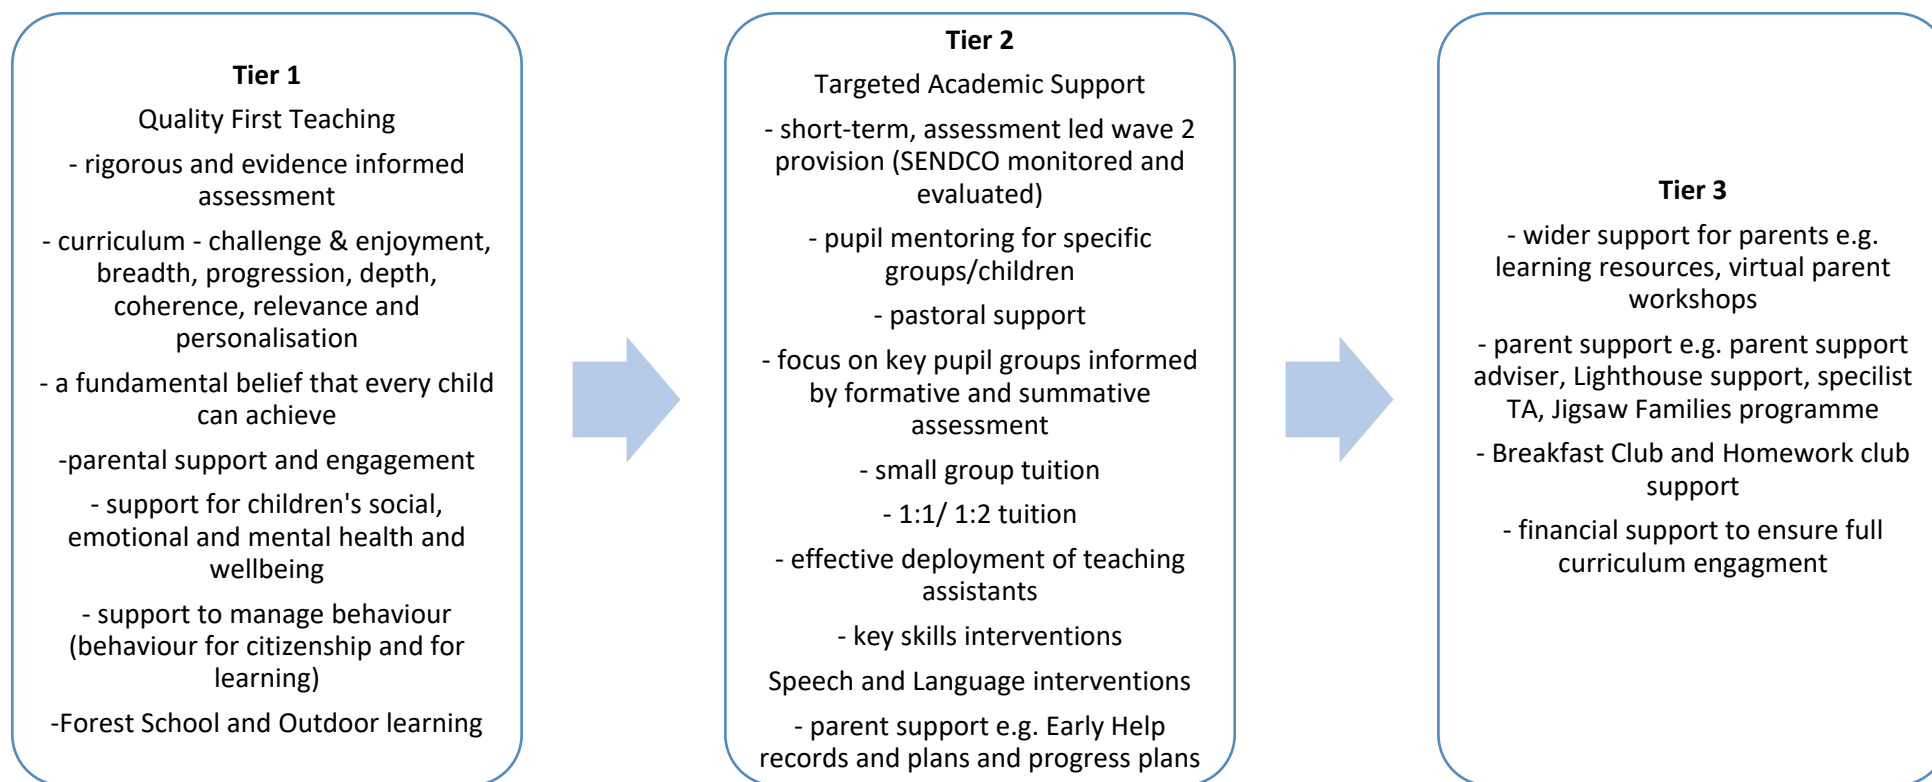 Tier 1
Quality First Teaching
- rigorous and evidence informed
assessment
- curriculum - challenge & enjoyment,
breadth, progression, depth,
coherence, relevance and
personalisation
- a fundamental belief that every child
can achieve
-parental support and engagement
- support for children's social,
emotional and mental health and
wellbeing
- support to manage behaviour
(behaviour for citizenship and for
learning)
-Forest School and Outdoor learning
Tier 2
Targeted Academic Support
- short-term, assessment led wave 2
provision (SENDCO monitored and
evaluated)
- pupil mentoring for specific
groups/children
- pastoral support
- focus on key pupil groups informed
by formative and summative
assessment
- small group tuition
- 1:1/ 1:2 tuition
- effective deployment of teaching
assistants
- key skills interventions
Speech and Language interventions
- parent support e.g. Early Help
records and plans and progress plans
Tier 3
- wider support for parents e.g.
learning resources, virtual parent
workshops
- parent support e.g. parent support
adviser, Lighthouse support, specilist
TA, Jigsaw Families programme
- Breakfast Club and Homework club
support
- financial support to ensure full
curriculum engagment